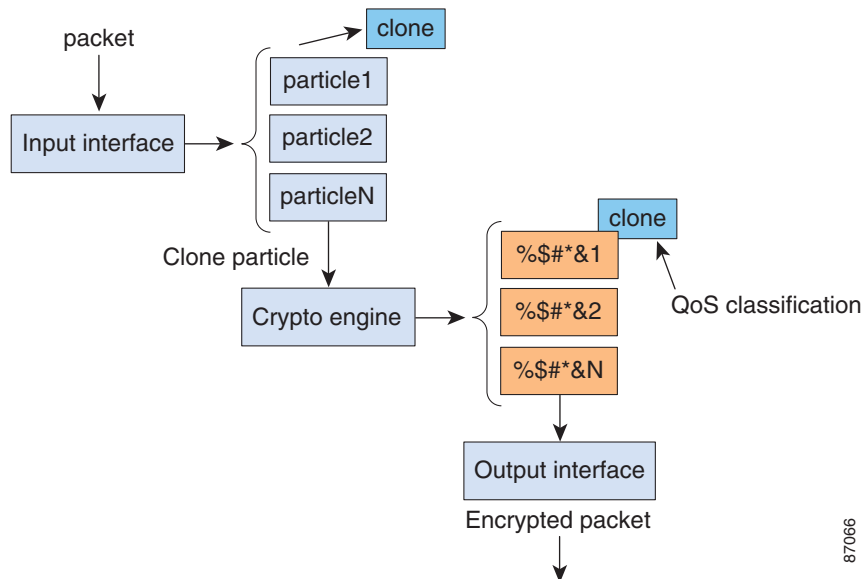 packet
clone
particle1
Input interface
particle2
particleN
clone
Clone particle
%$#*&1
Crypto engine
%$#*&2
QoS classification
%$#*&N
Output interface
Encrypted packet
87066